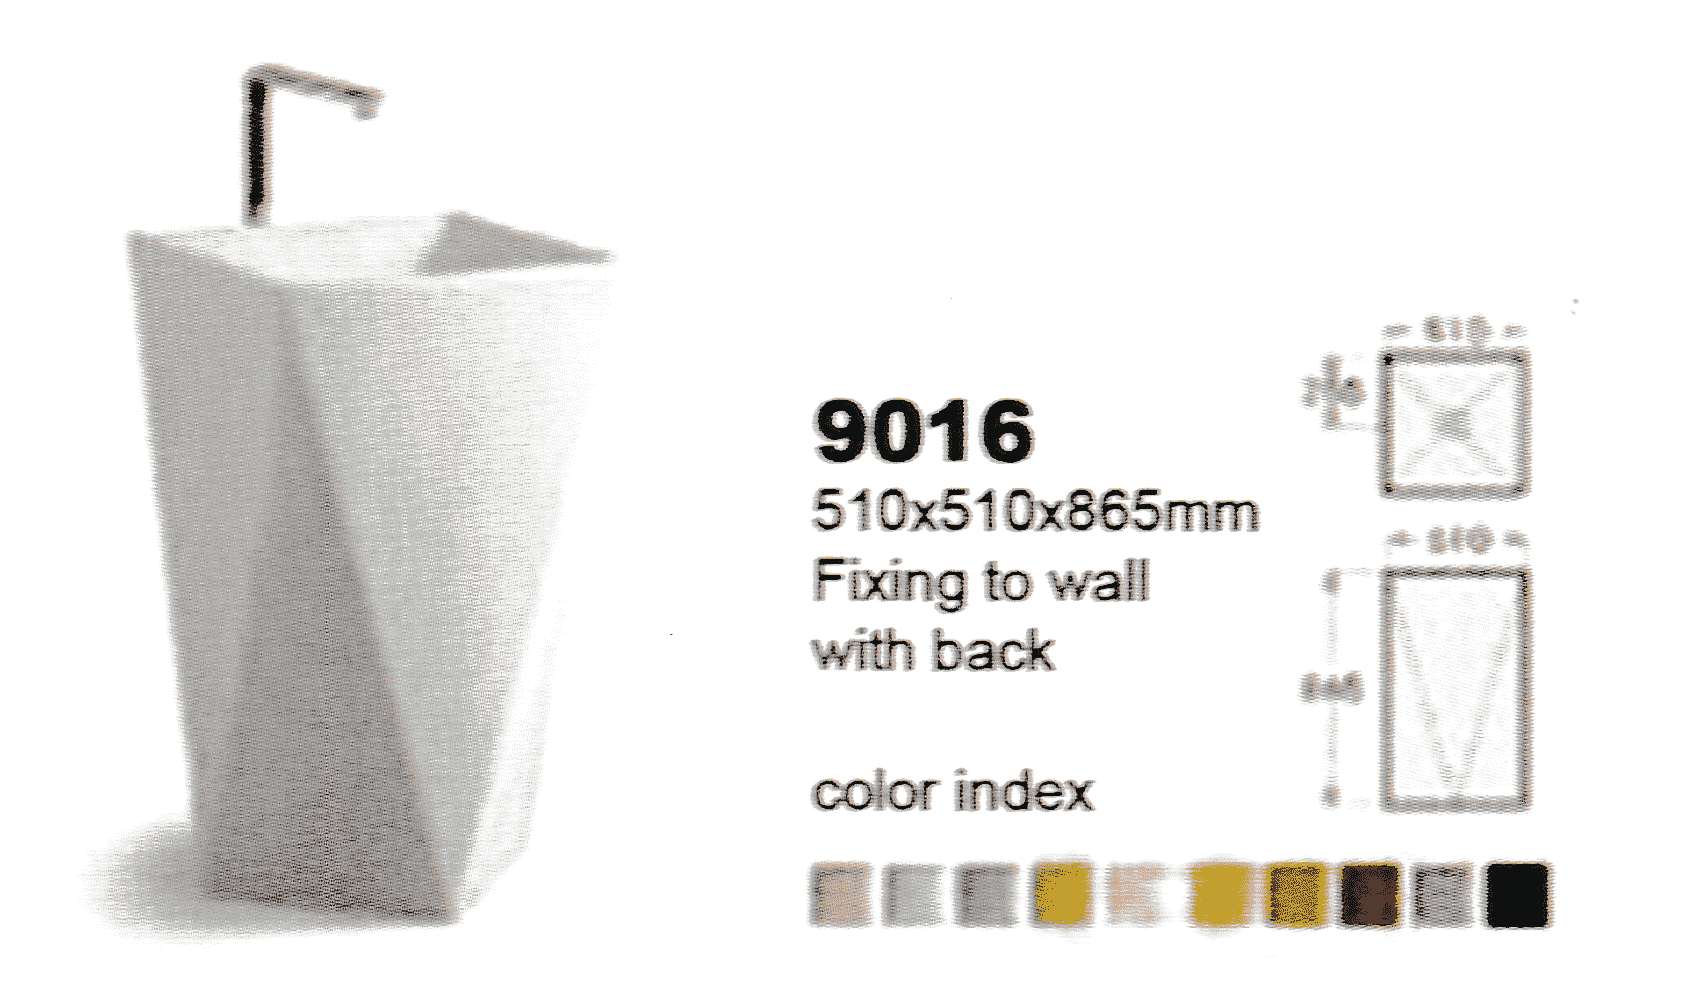 9016
510x510x865mm
Fixing to wall
with back
color index
510
510